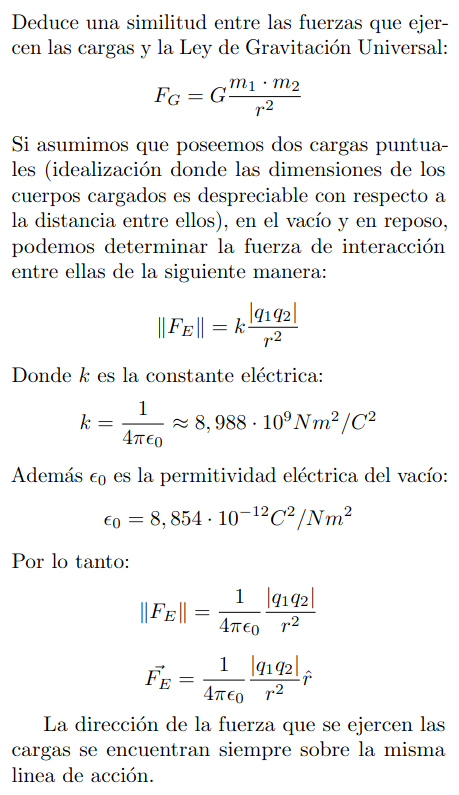 Deduce una similitud entre las fuerzas que ejer-
cen las cargas y la Ley de Gravitación Universal:
F_G = G \frac{m_1 \cdot m_2}{r^2}
Si asumimos que poseemos dos cargas puntua-
les (idealización donde las dimensiones de los
cuerpos cargados es despreciable con respecto a
la distancia entre ellos), en el vacío y en reposo,
podemos determinar la fuerza de interacción
entre ellas de la siguiente manera:
\|F_E\| = k \frac{|q_1 q_2|}{r^2}
Donde k es la constante eléctrica:
k = \frac{1}{4\pi\epsilon_0} \approx 8,988 \cdot 10^9 Nm^2/C^2
Además \epsilon_0 es la permitividad eléctrica del vacío:
\epsilon_0 = 8,854 \cdot 10^{-12} C^2/Nm^2
Por lo tanto:
\|F_E\| = \frac{1}{4\pi\epsilon_0} \frac{|q_1 q_2|}{r^2}
\vec{F_E} = \frac{1}{4\pi\epsilon_0} \frac{|q_1 q_2|}{r^2} \hat{r}
La dirección de la fuerza que se ejercen las
cargas se encuentran siempre sobre la misma
linea de acción.